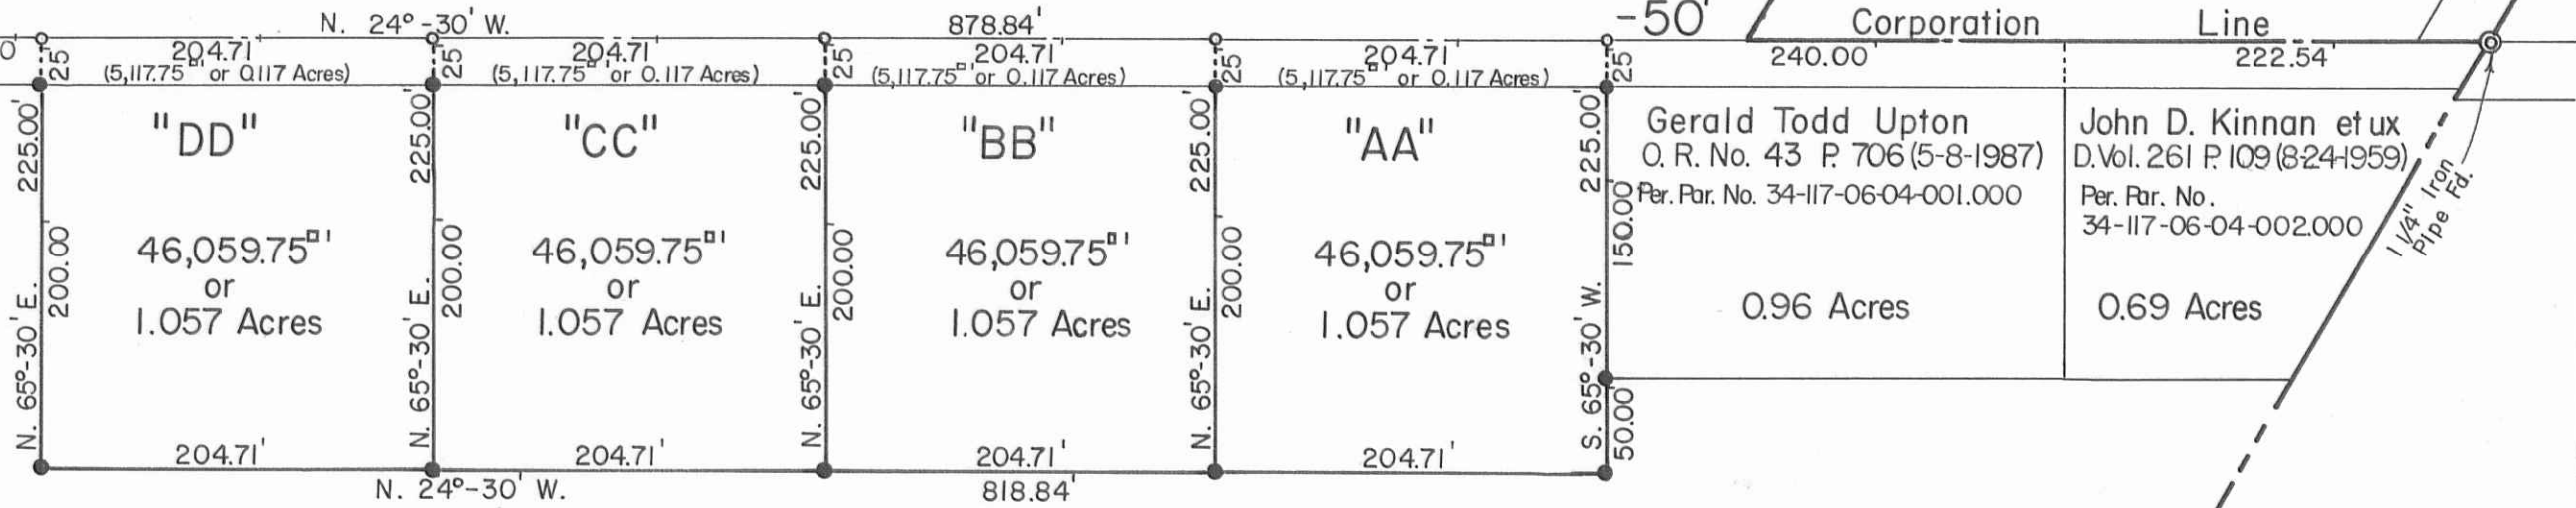 N. 24°-30' W.
878.84'
-50'
Corporation Line
0'
204.71'
204.71'
204.71'
204.71'
240.00'
222.54'
25'
25'
25'
25'
25'
(5,117.75□' or 0.117 Acres)
(5,117.75□' or 0.117 Acres)
(5,117.75□' or 0.117 Acres)
(5,117.75□' or 0.117 Acres)
225.00'
"DD"
225.00'
"CC"
225.00'
"BB"
225.00'
"AA"
225.00'
Gerald Todd Upton
O. R. No. 43 P. 706 (5-8-1987)
Per. Par. No. 34-117-06-04-001.000
0.96 Acres
John D. Kinnan et ux
D.Vol. 261 P. 109 (8-24-1959)
Per. Par. No.
34-117-06-04-002.000
0.69 Acres
1 1/4" Iron
Pipe Fd.
200.00'
46,059.75□'
or
1.057 Acres
200.00'
46,059.75□'
or
1.057 Acres
200.00'
46,059.75□'
or
1.057 Acres
200.00'
46,059.75□'
or
1.057 Acres
150.00'
50.00'
N. 65°-30' E.
N. 65°-30' E.
N. 65°-30' E.
N. 65°-30' E.
S. 65°-30' W.
204.71'
204.71'
204.71'
204.71'
N. 24°-30' W.
818.84'